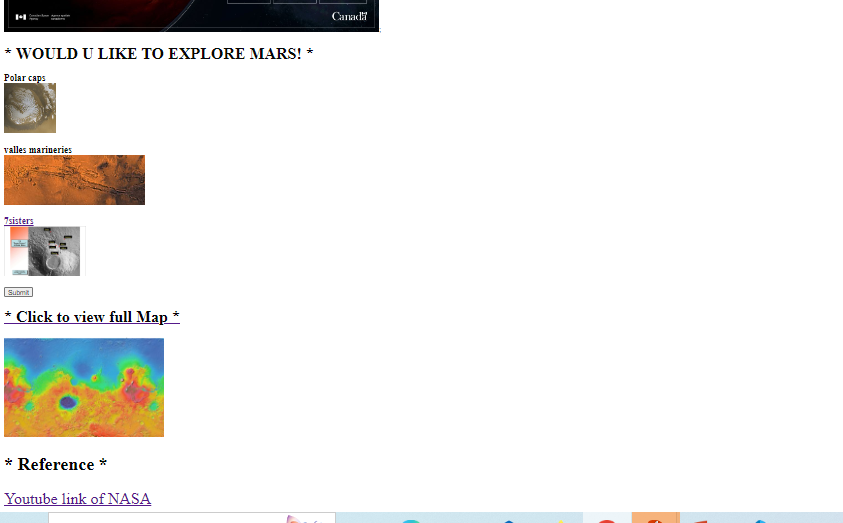 Canada
* WOULD U LIKE TO EXPLORE MARS! *
Polar caps
valles marineries
7sisters
Submit
* Click to view full Map *
* Reference *
Youtube link of NASA